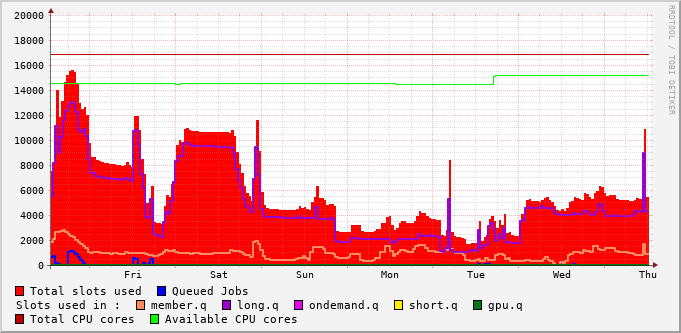 20000
18000
16000
14000
12000
10000
8000
6000
4000
2000
0
Fri Sat Sun Mon Tue Wed Thu
RRDTOOL / TOBI OETIKER
Total slots used Queued Jobs
Slots used in : member.q long.q ondemand.q short.q gpu.q
Total CPU cores Available CPU cores